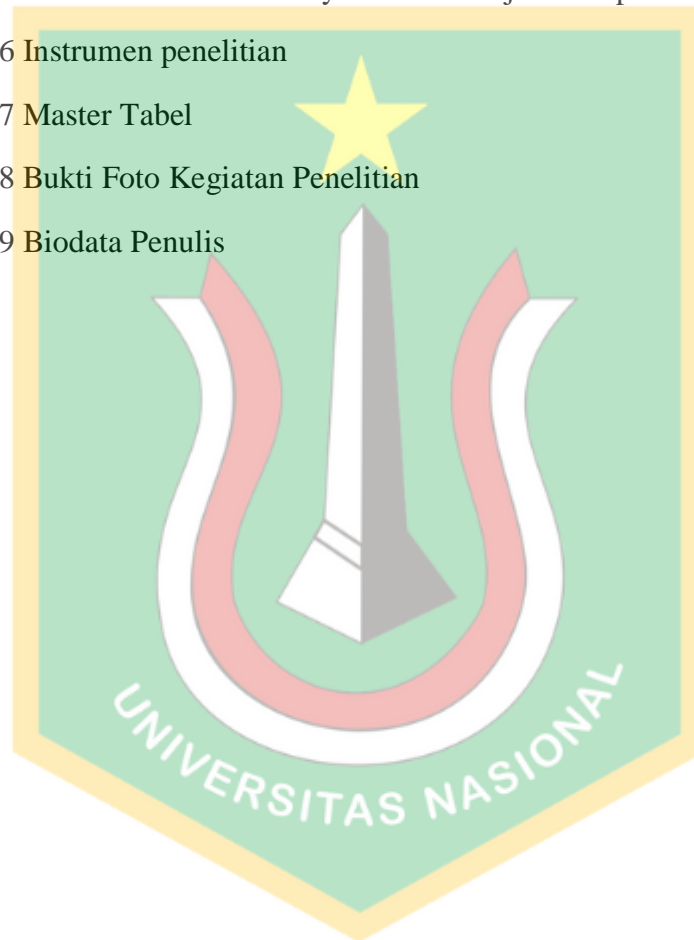 6 Instrumen penelitian
7 Master Tabel
8 Bukti Foto Kegiatan Penelitian
9 Biodata Penulis
UNIVERSITAS NASIONAL